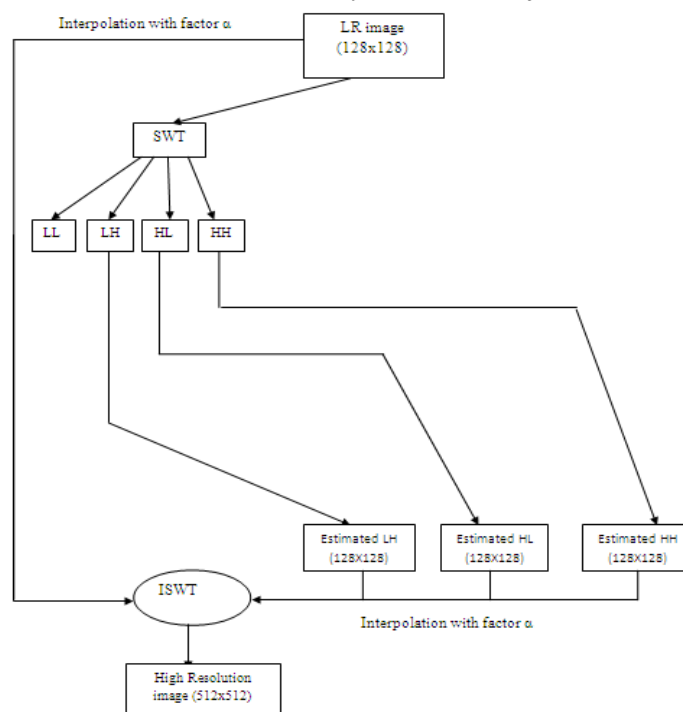 Interpolation with factor α
LR image
(128x128)
SWT
LL
LH
HL
HH
Estimated LH
(128X128)
Estimated HL
(128X128)
Estimated HH
(128X128)
ISWT
Interpolation with factor α
High Resolution
image (512x512)